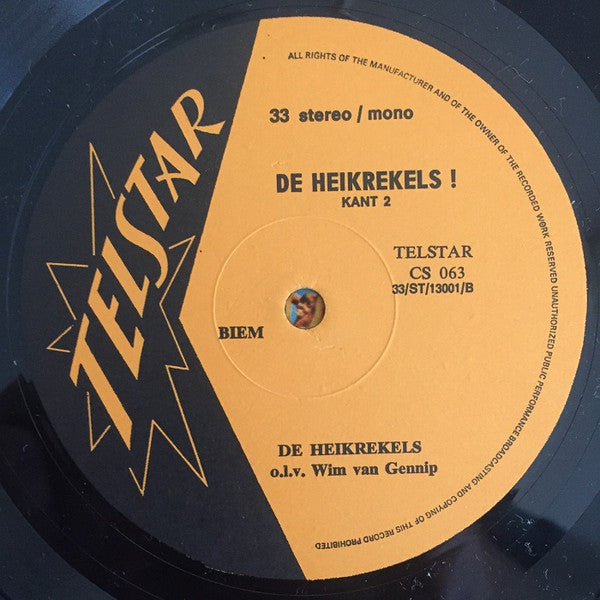 ALL RIGHTS OF THE MANUFACTURER AND OF THE OWNER OF THE RECORDED WORK RESERVED UNAUTHORIZED PUBLIC PERFORMANCE BROADCASTING AND COPYING OF THIS RECORD PROHIBITED
TELSTAR
33 stereo / mono
DE HEIKREKELS !
KANT 2
TELSTAR
CS 063
33/ST/13001/B
BIEM
DE HEIKREKELS
o.l.v. Wim van Gennip